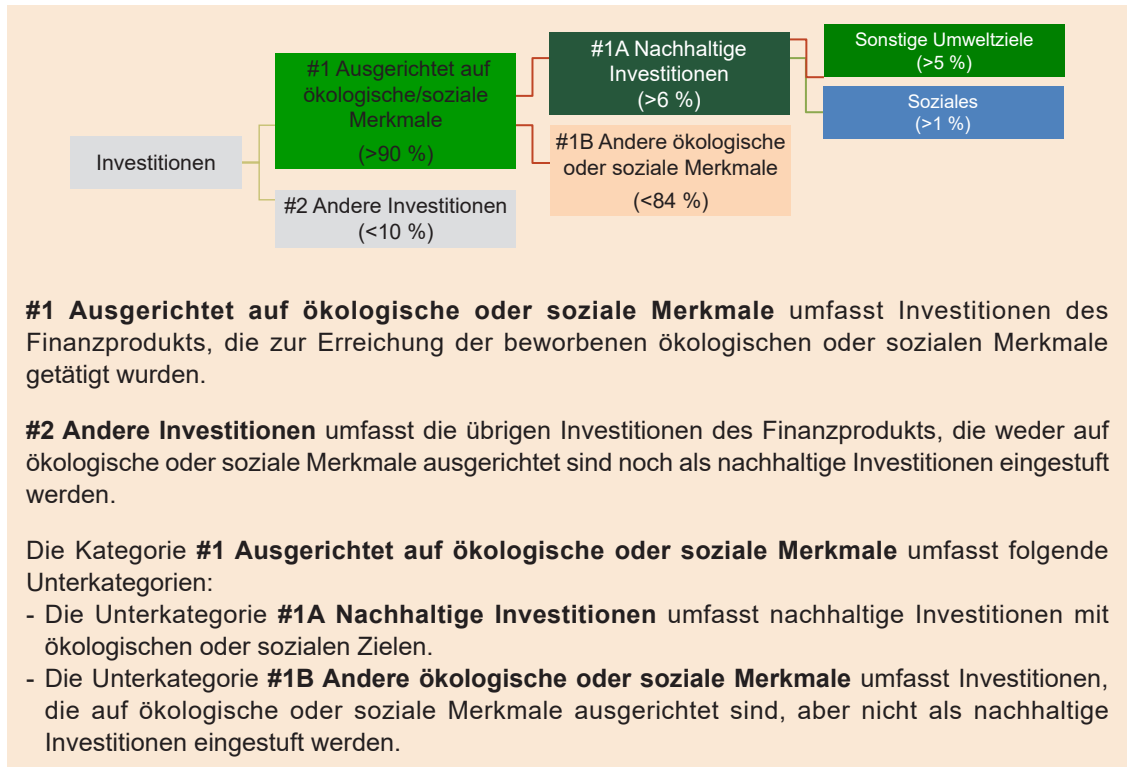 Investitionen
#1 Ausgerichtet auf
ökologische/soziale
Merkmale
(>90 %)
#2 Andere Investitionen
(<10 %)
#1A Nachhaltige
Investitionen
(>6 %)
#1B Andere ökologische
oder soziale Merkmale
(<84 %)
Sonstige Umweltziele
(>5 %)
Soziales
(>1 %)
#1 Ausgerichtet auf ökologische oder soziale Merkmale umfasst Investitionen des
Finanzprodukts, die zur Erreichung der beworbenen ökologischen oder sozialen Merkmale
getätigt wurden.
#2 Andere Investitionen umfasst die übrigen Investitionen des Finanzprodukts, die weder auf
ökologische oder soziale Merkmale ausgerichtet sind noch als nachhaltige Investitionen eingestuft
werden.
Die Kategorie #1 Ausgerichtet auf ökologische oder soziale Merkmale umfasst folgende
Unterkategorien:
- Die Unterkategorie #1A Nachhaltige Investitionen umfasst nachhaltige Investitionen mit
ökologischen oder sozialen Zielen.
- Die Unterkategorie #1B Andere ökologische oder soziale Merkmale umfasst Investitionen,
die auf ökologische oder soziale Merkmale ausgerichtet sind, aber nicht als nachhaltige
Investitionen eingestuft werden.